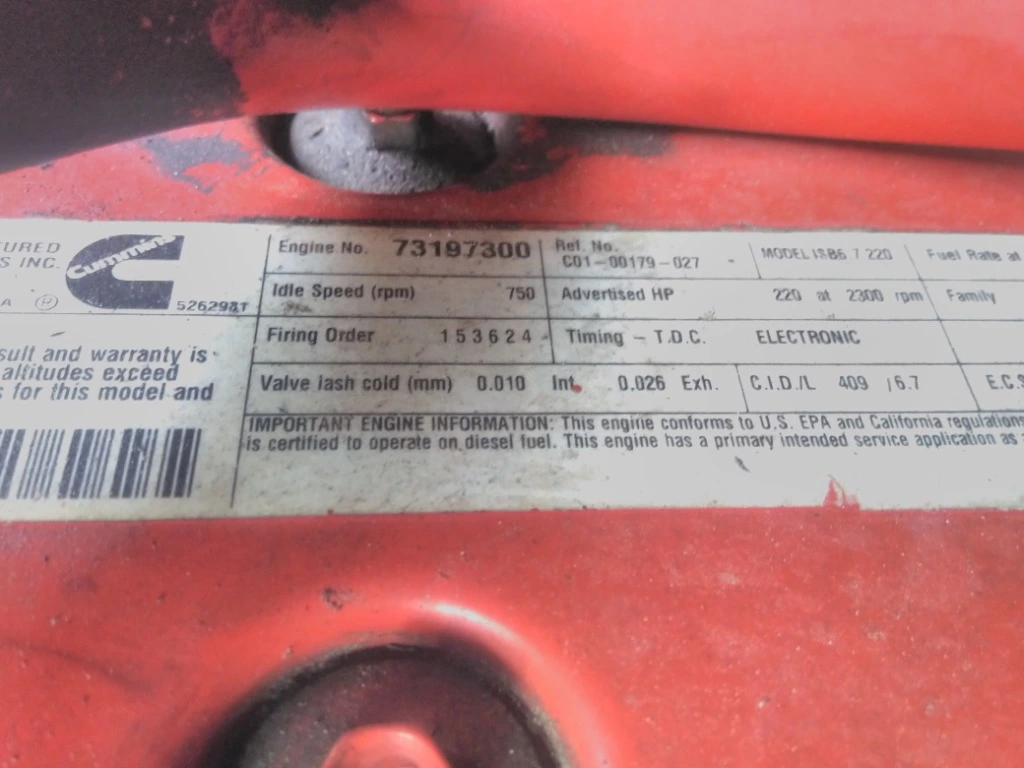 TURED
S INC.
A ®
Cummins
526298T
Engine No. 73197300
Ref. No.
C01-00179-027
MODEL ISB6.7 220
Fuel Rate at
Idle Speed (rpm) 750
Advertised HP 220 at 2300 rpm
Family
Firing Order 1 5 3 6 2 4
Timing - T.D.C. ELECTRONIC
sult and warranty is
altitudes exceed
s for this model and
Valve lash cold (mm) 0.010 Int. 0.026 Exh.
C.I.D./L 409 / 6.7
E.C.S
IMPORTANT ENGINE INFORMATION: This engine conforms to U.S. EPA and California regulations
is certified to operate on diesel fuel. This engine has a primary intended service application as